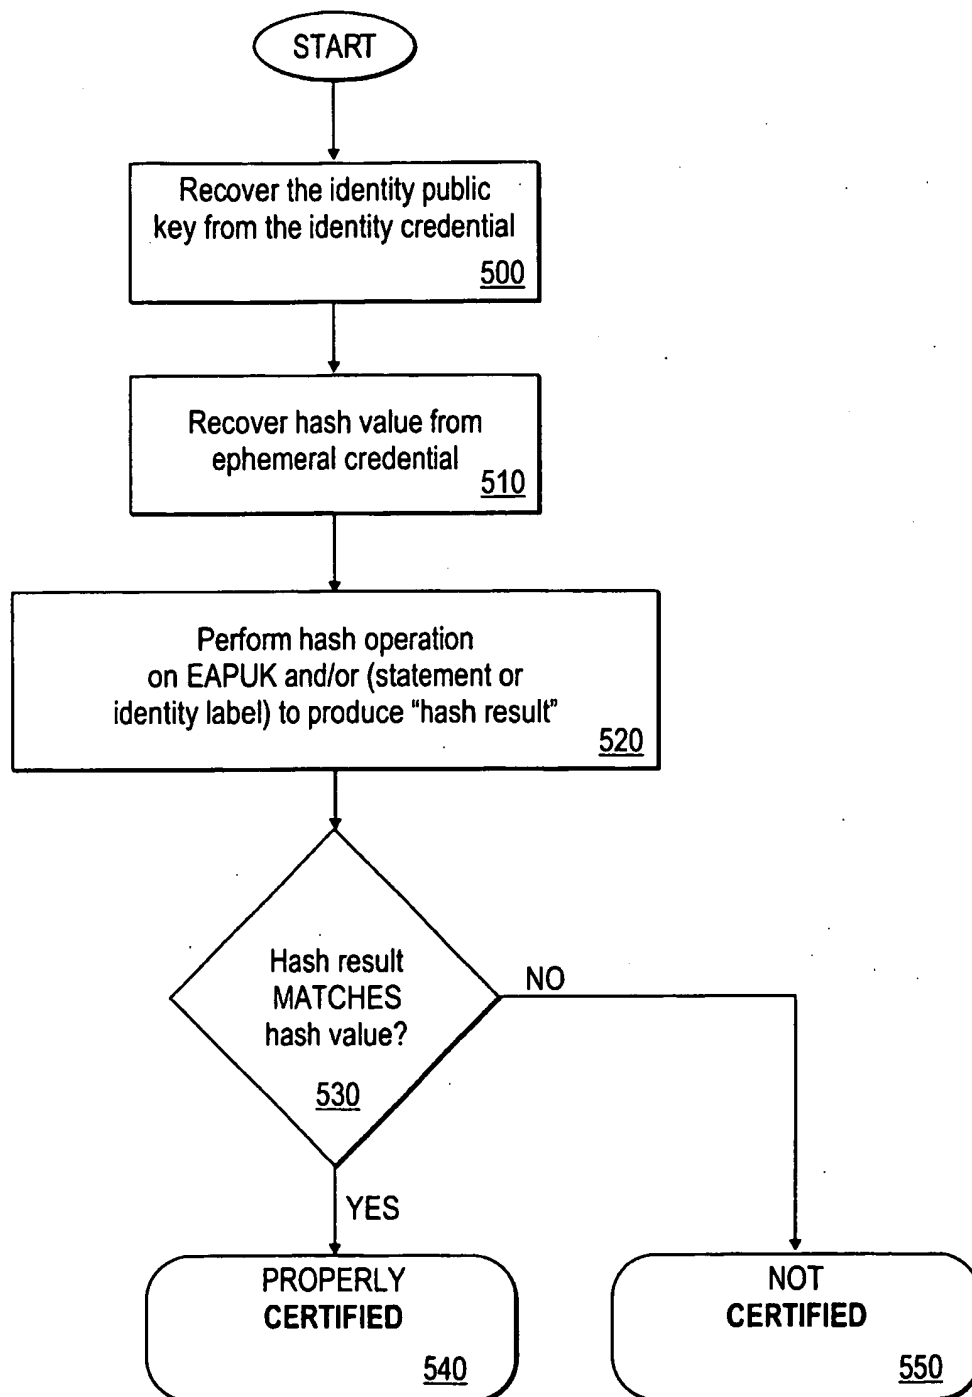 START
Recover the identity public
key from the identity credential
500
Recover hash value from
ephemeral credential
510
Perform hash operation
on EAPUK and/or (statement or
identity label) to produce “hash result”
520
Hash result
MATCHES
hash value?
530
NO
YES
PROPERLY
CERTIFIED
540
NOT
CERTIFIED
550